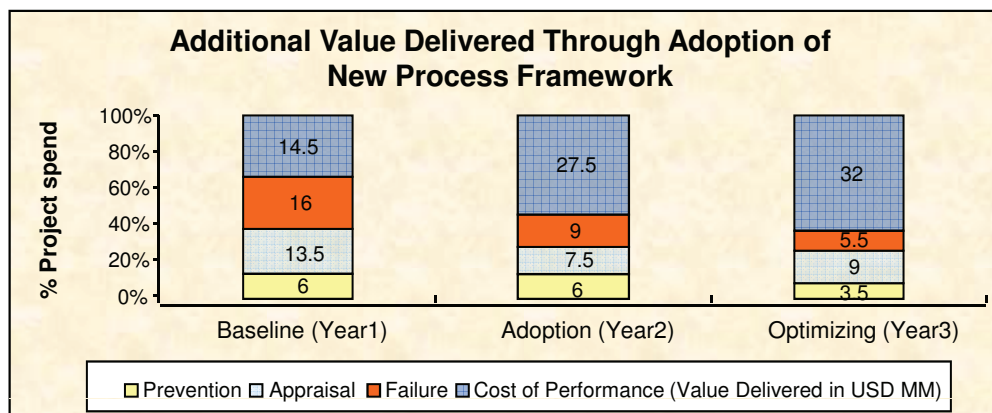 Additional Value Delivered Through Adoption of
New Process Framework
% Project spend
100%
80%
60%
40%
20%
0%
14.5
16
13.5
6
27.5
9
7.5
6
32
5.5
9
3.5
Baseline (Year1)
Adoption (Year2)
Optimizing (Year3)
Prevention Appraisal Failure Cost of Performance (Value Delivered in USD MM)